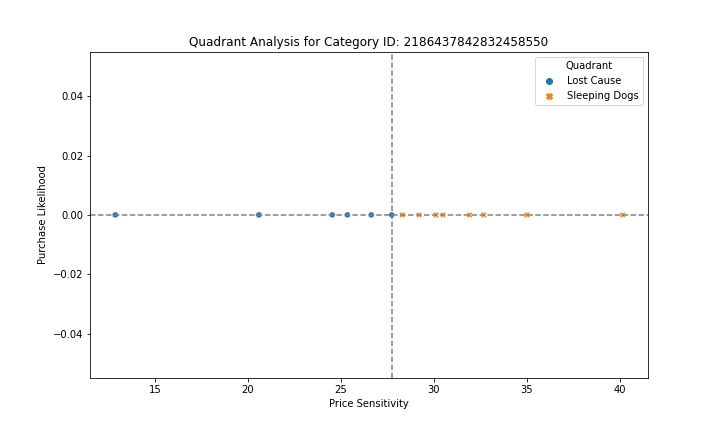 Quadrant Analysis for Category ID: 2186437842832458550
Quadrant
Lost Cause
Sleeping Dogs
Purchase Likelihood
0.04
0.02
0.00
−0.02
−0.04
15 20 25 30 35 40
Price Sensitivity